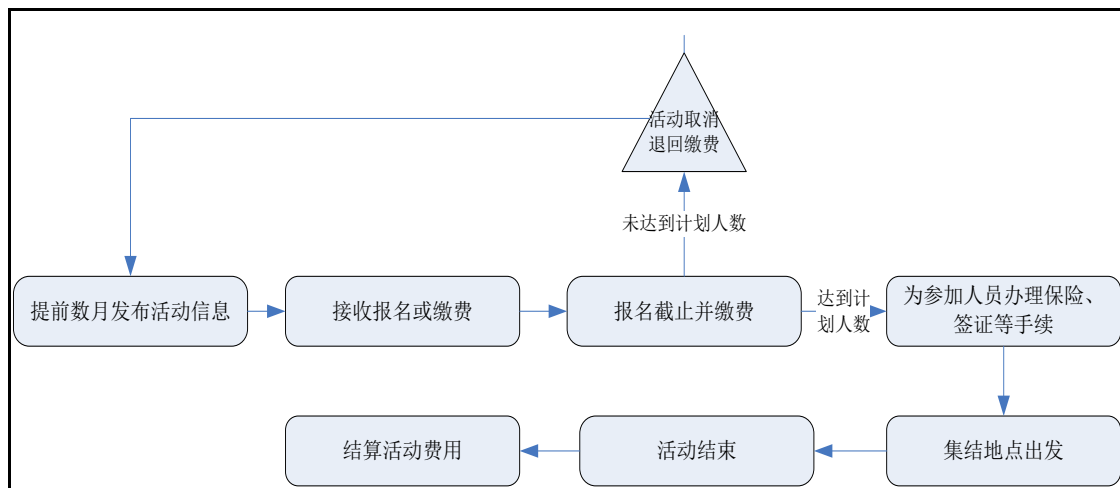 活动取消
退回缴费
未达到计划人数
提前数月发布活动信息
接收报名或缴费
报名截止并缴费
达到计
划人数
为参加人员办理保险、
签证等手续
结算活动费用
活动结束
集结地点出发